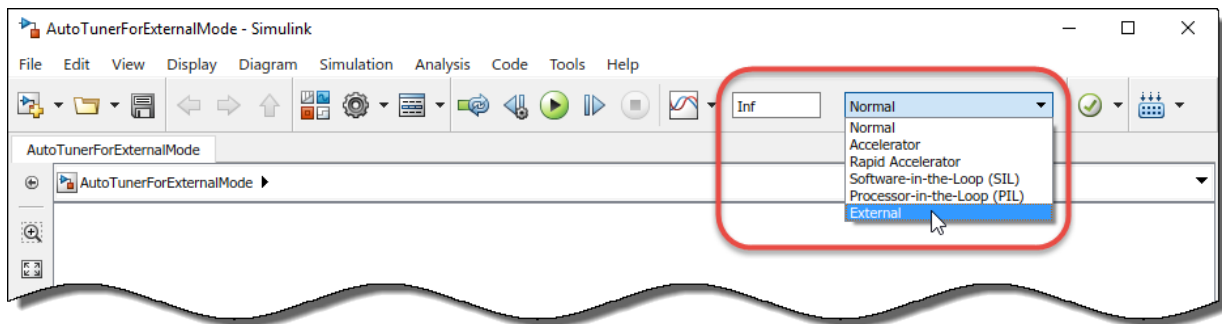 AutoTunerForExternalMode - Simulink
File Edit View Display Diagram Simulation Analysis Code Tools Help
Inf Normal
Normal
Accelerator
Rapid Accelerator
Software-in-the-Loop (SIL)
Processor-in-the-Loop (PIL)
External
AutoTunerForExternalMode
AutoTunerForExternalMode